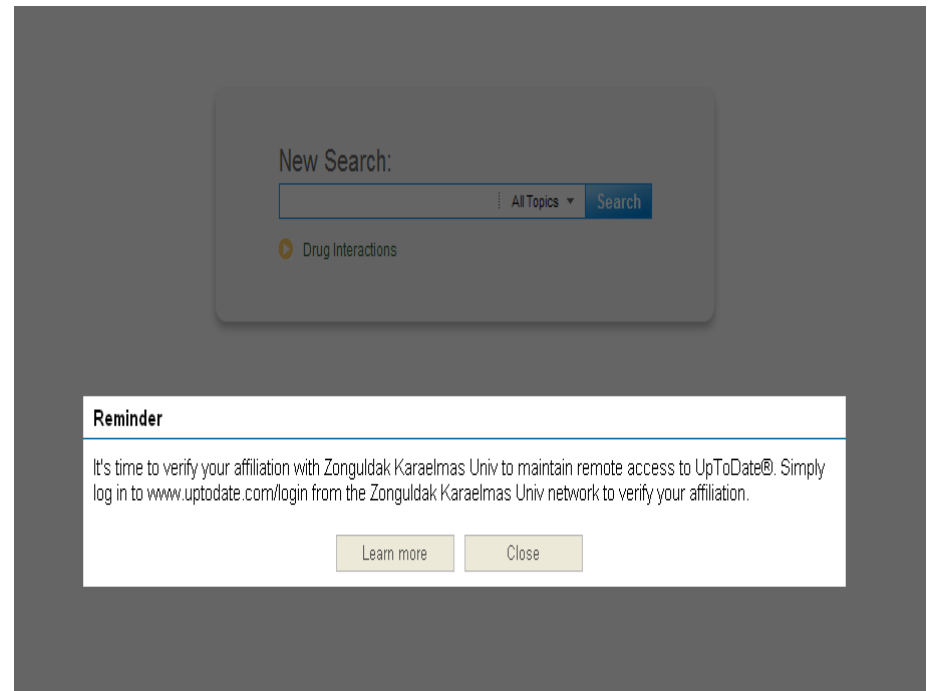 New Search:
All Topics
Search
Drug Interactions
Reminder
It's time to verify your affiliation with Zonguldak Karaelmas Univ to maintain remote access to UpToDate®. Simply
log in to www.uptodate.com/login from the Zonguldak Karaelmas Univ network to verify your affiliation.
Learn more
Close